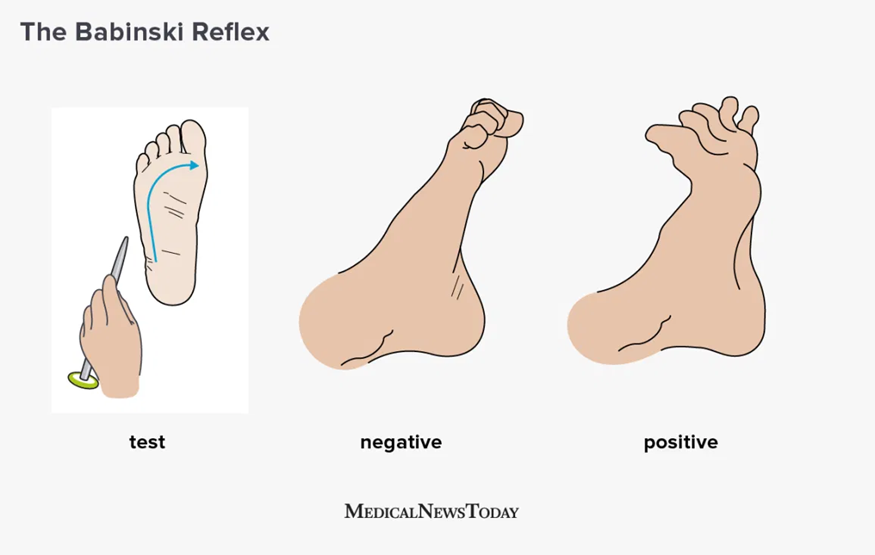 The Babinski Reflex
test
negative
positive
MEDICALNEWSTODAY